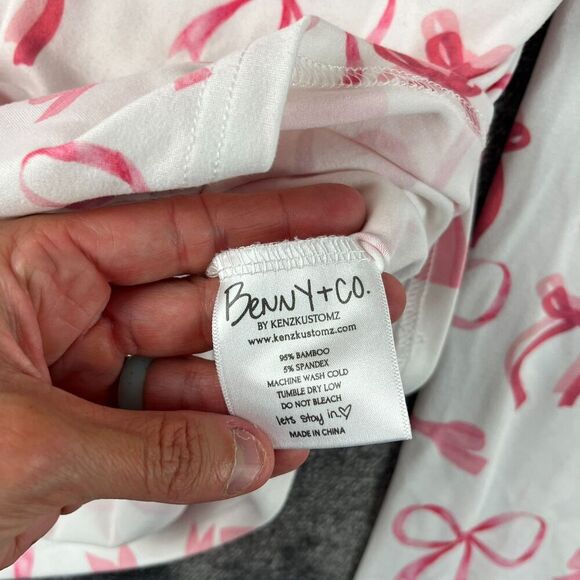 BENNY+CO.
BY KENZKUSTOMZ
www.kenzkustomz.com
95% BAMBOO
5% SPANDEX
MACHINE WASH COLD
TUMBLE DRY LOW
DO NOT BLEACH
lets stay in♡
MADE IN CHINA